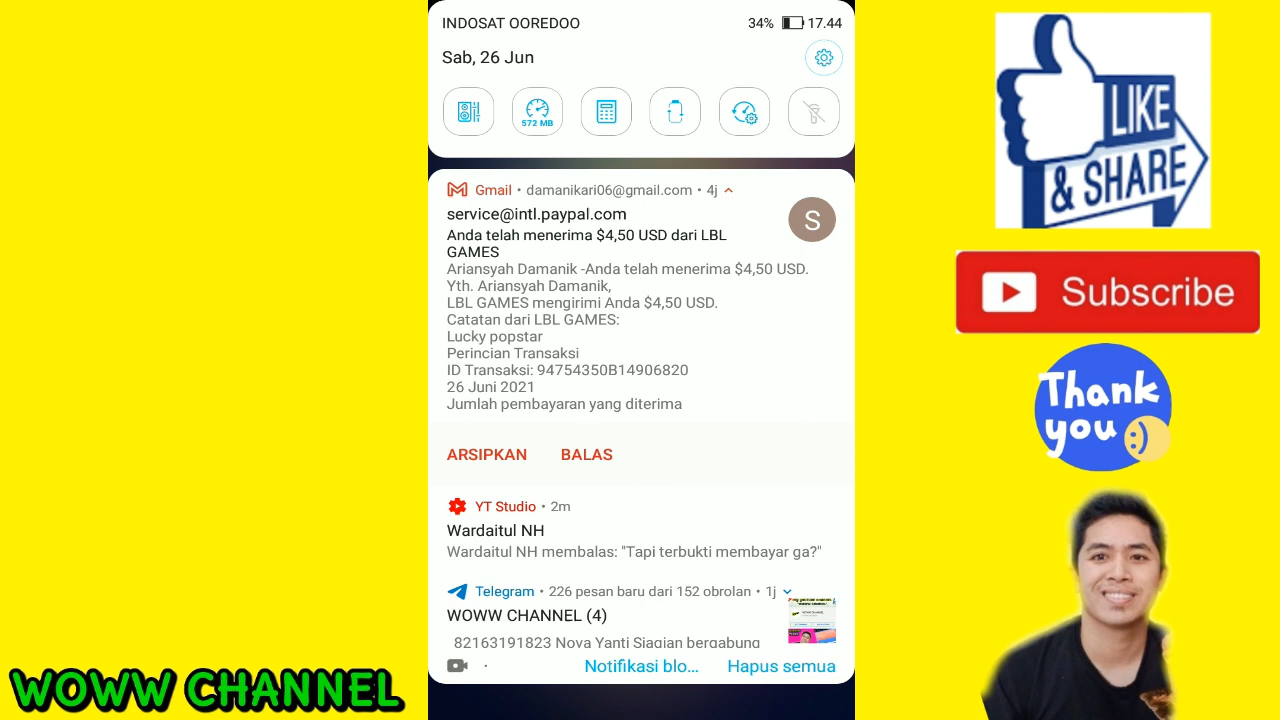 INDOSAT OOREDOO
34%
17.44
Sab, 26 Jun
572 MB
Gmail • damanikari06@gmail.com • 4j
service@intl.paypal.com
S
Anda telah menerima $4,50 USD dari LBL
GAMES
Ariansyah Damanik -Anda telah menerima $4,50 USD.
Yth. Ariansyah Damanik,
LBL GAMES mengirimi Anda $4,50 USD.
Catatan dari LBL GAMES:
Lucky popstar
Perincian Transaksi
ID Transaksi: 94754350B14906820
26 Juni 2021
Jumlah pembayaran yang diterima
ARSIPKAN BALAS
YT Studio • 2m
Wardaitul NH
Wardaitul NH membalas: "Tapi terbukti membayar ga?"
Telegram • 226 pesan baru dari 152 obrolan • 1j
WOWW CHANNEL (4)
82163191823 Nova Yanti Siagian bergabung
Notifikasi blo... Hapus semua
LIKE
& SHARE
Subscribe
Thank
you
WOWW CHANNEL